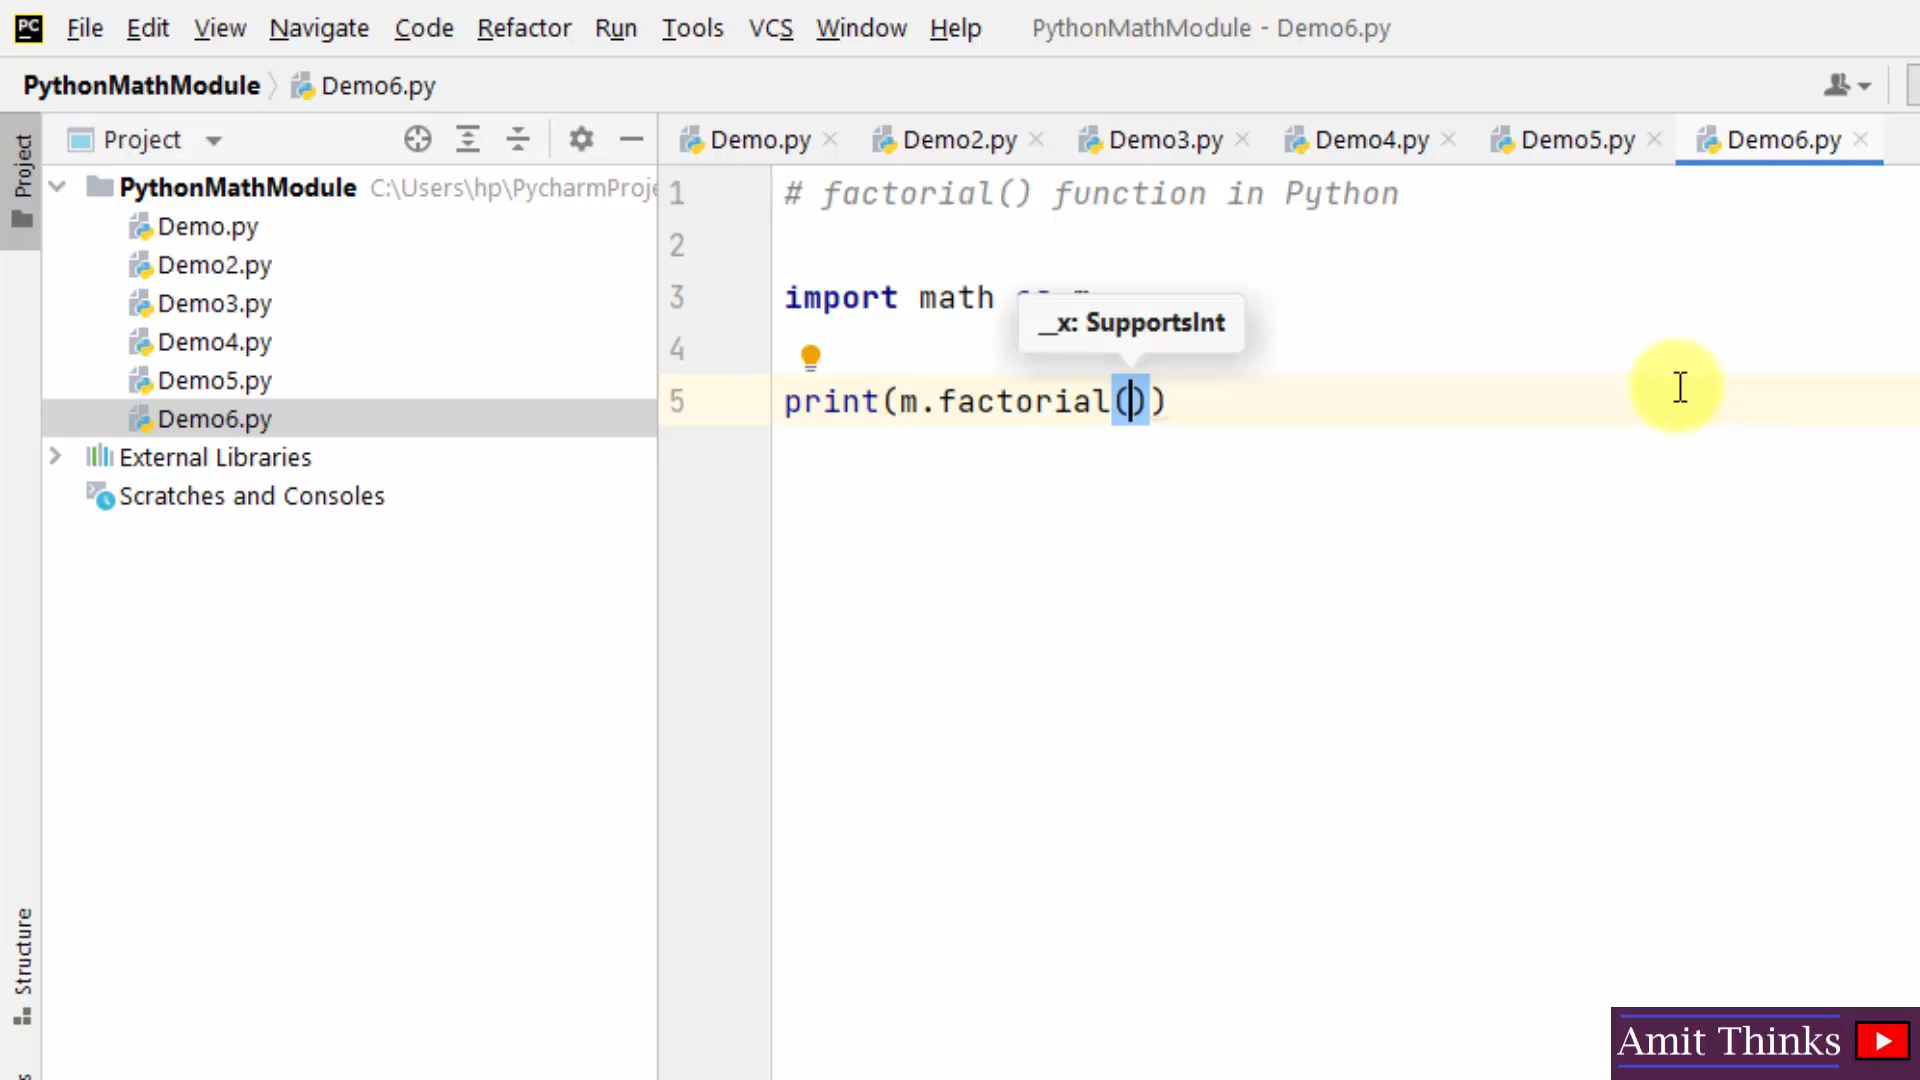 PC File Edit View Navigate Code Refactor Run Tools VCS Window Help PythonMathModule - Demo6.py
PythonMathModule Demo6.py
Project
Project
Demo.py Demo2.py Demo3.py Demo4.py Demo5.py Demo6.py
PythonMathModule C:\Users\hp\PycharmProje
Demo.py
Demo2.py
Demo3.py
Demo4.py
Demo5.py
Demo6.py
External Libraries
Scratches and Consoles
1 # factorial() function in Python
2
3 import math
__x: SupportsInt
4
5 print(m.factorial())
Structure
Amit Thinks